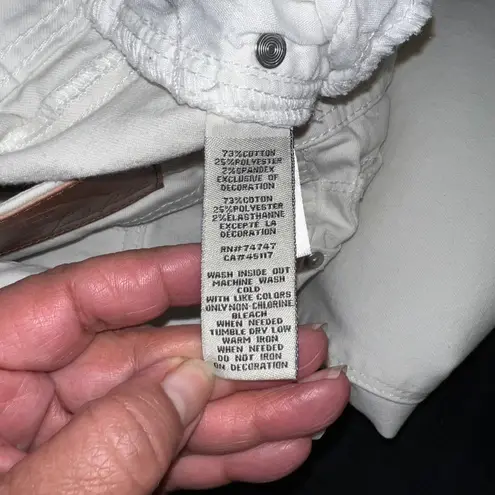 73%COTTON
25%POLYESTER
2%SPANDEX
EXCLUSIVE OF
DECORATION
73%COTON
25%POLYESTER
2%ELASTHANNE
EXCEPTÉ LA
DÉCORATION
RN#74747
CA#45117
WASH INSIDE OUT
MACHINE WASH
COLD
WITH LIKE COLORS
ONLY NON-CHLORINE
BLEACH
WHEN NEEDED
TUMBLE DRY LOW
WARM IRON
WHEN NEEDED
DO NOT IRON
ON DECORATION